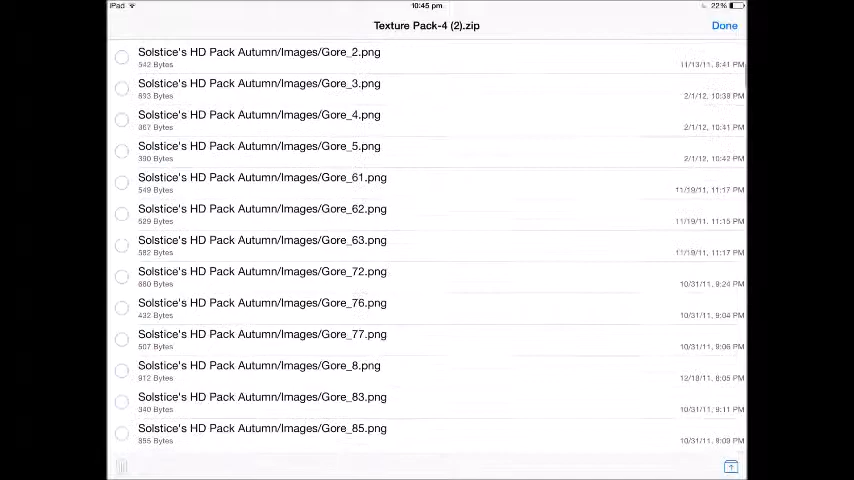 iPad 10:45 pm 22%
Texture Pack-4 (2).zip Done
Solstice's HD Pack Autumn/Images/Gore_2.png
542 Bytes 11/13/11, 8:41 PM
Solstice's HD Pack Autumn/Images/Gore_3.png
693 Bytes 2/1/12, 10:39 PM
Solstice's HD Pack Autumn/Images/Gore_4.png
367 Bytes 2/1/12, 10:41 PM
Solstice's HD Pack Autumn/Images/Gore_5.png
390 Bytes 2/1/12, 10:42 PM
Solstice's HD Pack Autumn/Images/Gore_61.png
549 Bytes 11/19/11, 11:17 PM
Solstice's HD Pack Autumn/Images/Gore_62.png
629 Bytes 11/19/11, 11:15 PM
Solstice's HD Pack Autumn/Images/Gore_63.png
582 Bytes 11/19/11, 11:17 PM
Solstice's HD Pack Autumn/Images/Gore_72.png
660 Bytes 10/31/11, 9:24 PM
Solstice's HD Pack Autumn/Images/Gore_76.png
432 Bytes 10/31/11, 9:04 PM
Solstice's HD Pack Autumn/Images/Gore_77.png
507 Bytes 10/31/11, 9:06 PM
Solstice's HD Pack Autumn/Images/Gore_8.png
912 Bytes 12/18/11, 8:05 PM
Solstice's HD Pack Autumn/Images/Gore_83.png
340 Bytes 10/31/11, 9:11 PM
Solstice's HD Pack Autumn/Images/Gore_85.png
Bytes 10/31/11, 9:09 PM